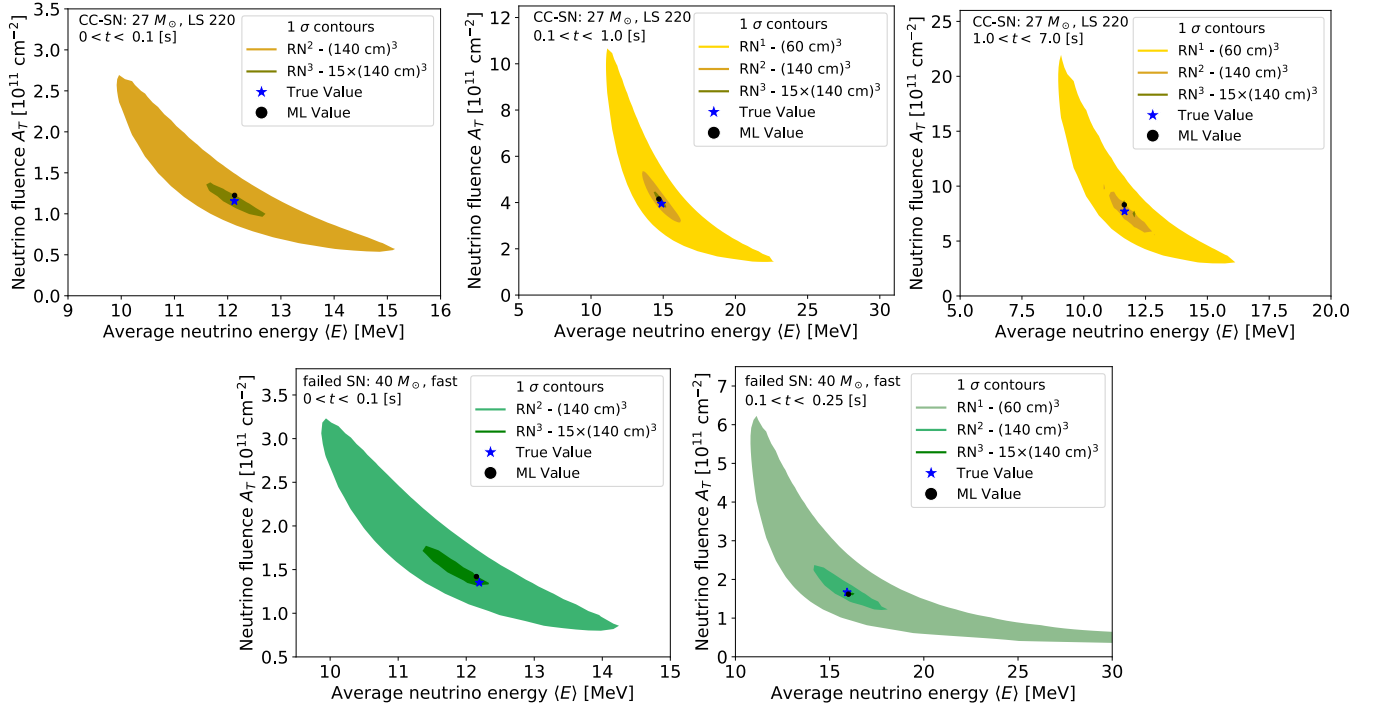 CC-SN: 27 M⊙, LS 220
0 < t < 0.1 [s]
1 σ contours
RN² - (140 cm)³
RN³ - 15×(140 cm)³
True Value
ML Value
Neutrino fluence A_T [10¹¹ cm⁻²]
3.5
3.0
2.5
2.0
1.5
1.0
0.5
0.0
9 10 11 12 13 14 15 16
Average neutrino energy ⟨E⟩ [MeV]
CC-SN: 27 M⊙, LS 220
0.1 < t < 1.0 [s]
1 σ contours
RN¹ - (60 cm)³
RN² - (140 cm)³
RN³ - 15×(140 cm)³
True Value
ML Value
Neutrino fluence A_T [10¹¹ cm⁻²]
12
10
8
6
4
2
0
5 10 15 20 25 30
Average neutrino energy ⟨E⟩ [MeV]
CC-SN: 27 M⊙, LS 220
1.0 < t < 7.0 [s]
1 σ contours
RN¹ - (60 cm)³
RN² - (140 cm)³
RN³ - 15×(140 cm)³
True Value
ML Value
Neutrino fluence A_T [10¹¹ cm⁻²]
25
20
15
10
5
0
5.0 7.5 10.0 12.5 15.0 17.5 20.0
Average neutrino energy ⟨E⟩ [MeV]
failed SN: 40 M⊙, fast
0 < t < 0.1 [s]
1 σ contours
RN² - (140 cm)³
RN³ - 15×(140 cm)³
True Value
ML Value
Neutrino fluence A_T [10¹¹ cm⁻²]
3.5
3.0
2.5
2.0
1.5
1.0
0.5
10 11 12 13 14 15
Average neutrino energy ⟨E⟩ [MeV]
failed SN: 40 M⊙, fast
0.1 < t < 0.25 [s]
1 σ contours
RN¹ - (60 cm)³
RN² - (140 cm)³
RN³ - 15×(140 cm)³
True Value
ML Value
Neutrino fluence A_T [10¹¹ cm⁻²]
7
6
5
4
3
2
1
0
10 15 20 25 30
Average neutrino energy ⟨E⟩ [MeV]